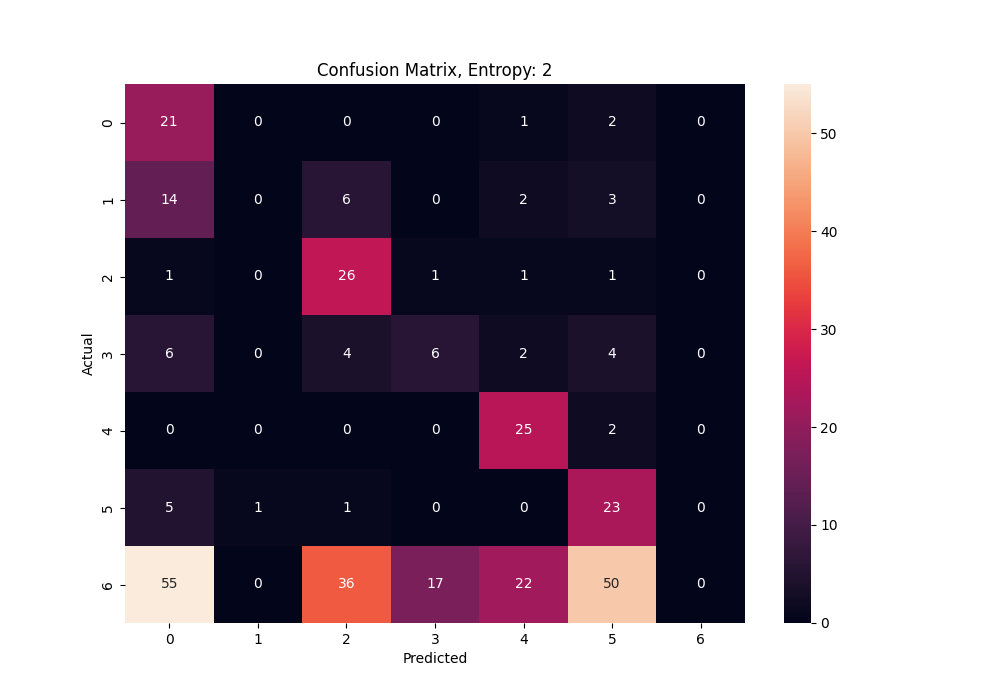 Confusion Matrix, Entropy: 2
0 21 0 0 0 1 2 0
1 14 0 6 0 2 3 0
2 1 0 26 1 1 1 0
3 6 0 4 6 2 4 0
4 0 0 0 0 25 2 0
5 5 1 1 0 0 23 0
6 55 0 36 17 22 50 0
0 1 2 3 4 5 6
Predicted
Actual
50
40
30
20
10
0